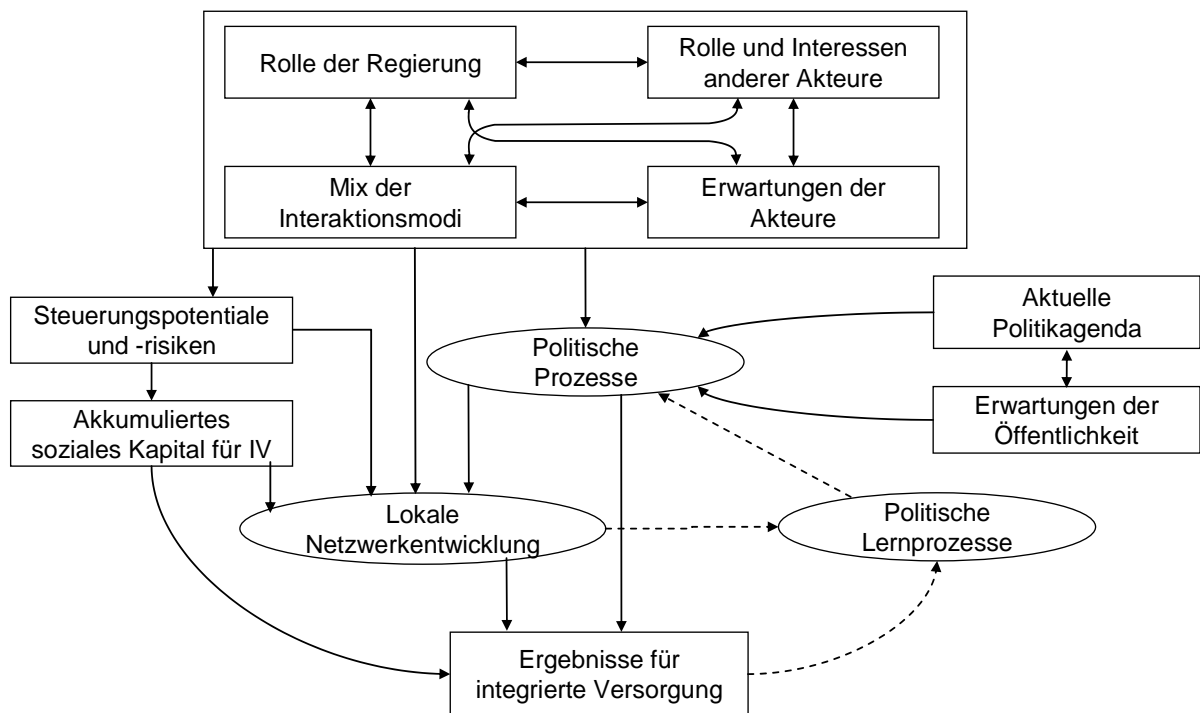 Rolle der Regierung
Rolle und Interessen
anderer Akteure
Mix der
Interaktionsmodi
Erwartungen der
Akteure
Steuerungspotentiale
und -risiken
Politische
Prozesse
Aktuelle
Politikagenda
Akkumuliertes
soziales Kapital für IV
Erwartungen der
Öffentlichkeit
Lokale
Netzwerkentwicklung
Politische
Lernprozesse
Ergebnisse für
integrierte Versorgung